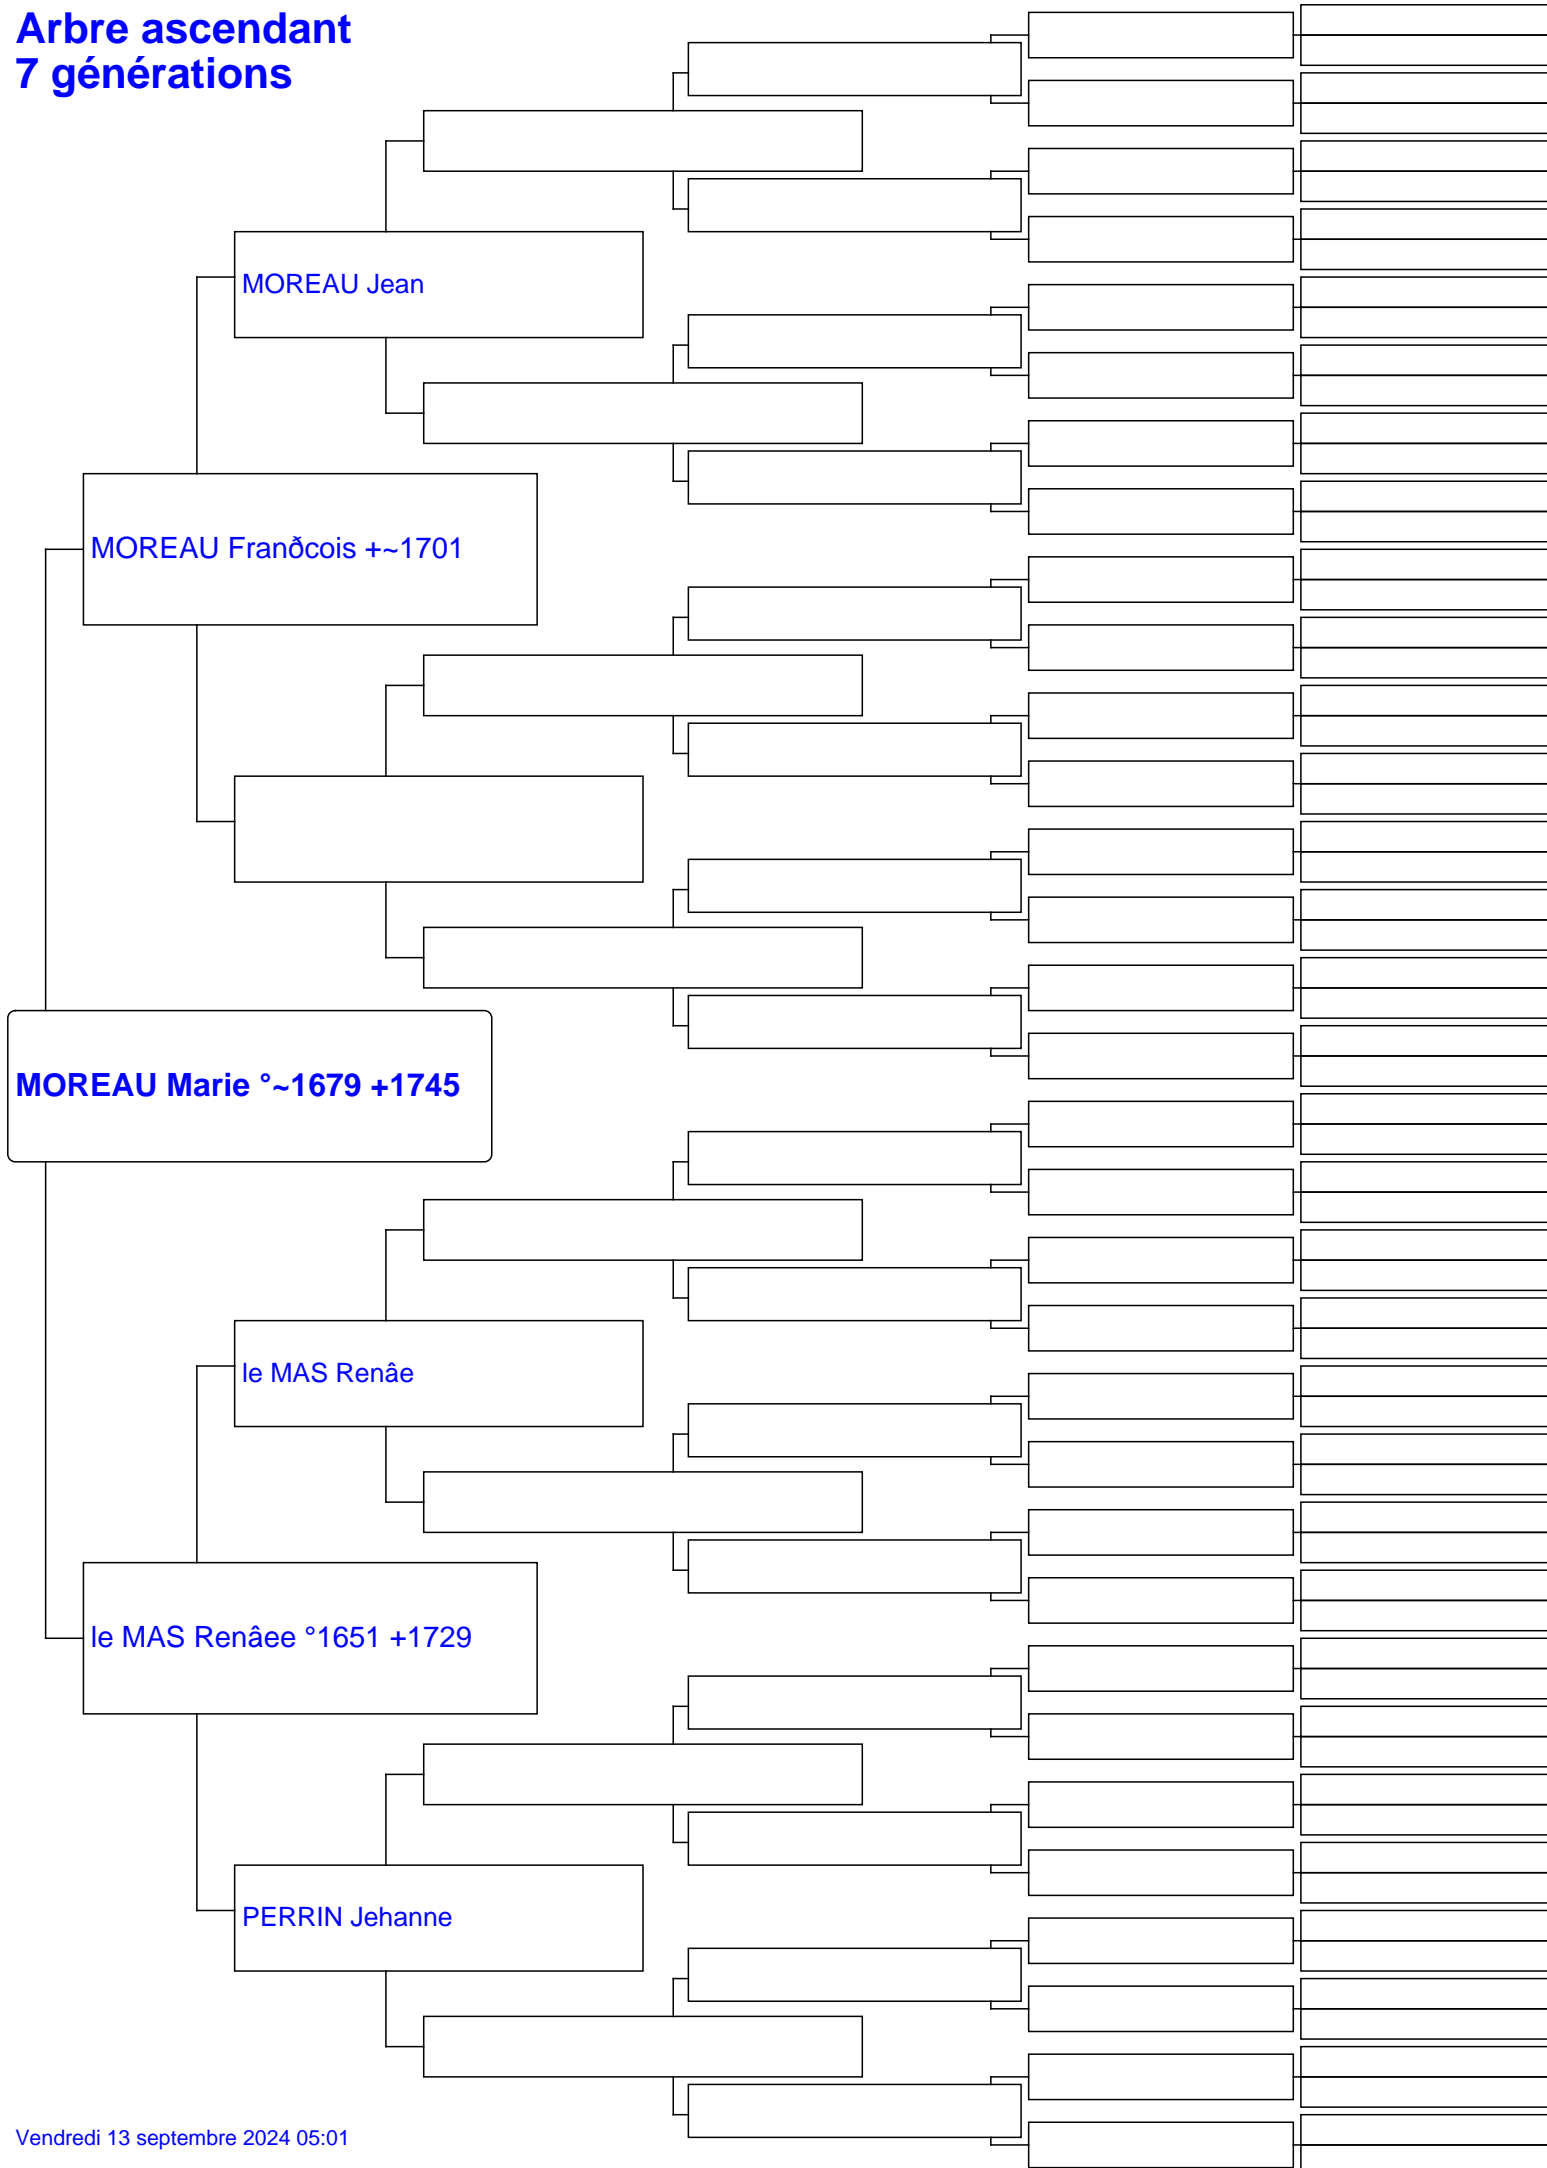 Arbre ascendant
7 générations
MOREAU Jean
MOREAU Franðcois +~1701
MOREAU Marie °~1679 +1745
le MAS Renâe
le MAS Renâee °1651 +1729
PERRIN Jehanne
Vendredi 13 septembre 2024 05:01